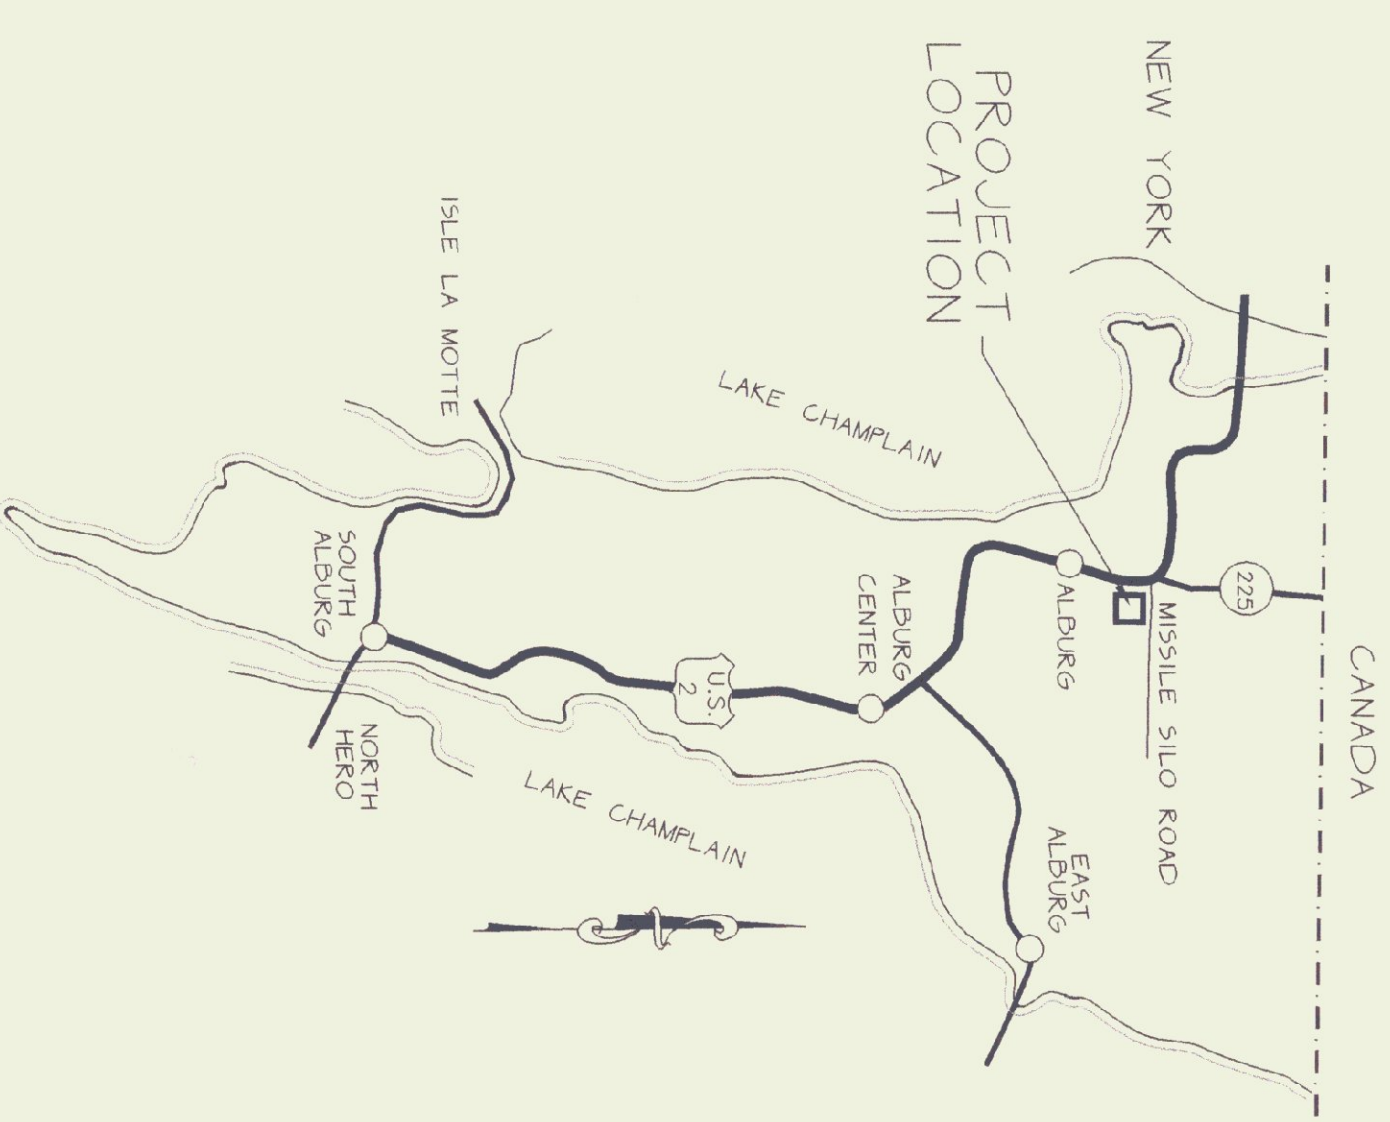 CANADA
NEW YORK
225
MISSILE SILO ROAD
PROJECT
LOCATION
ALBURG
EAST
ALBURG
ALBURG
CENTER
LAKE CHAMPLAIN
U.S.
2
LAKE CHAMPLAIN
ISLE LA MOTTE
SOUTH
ALBURG
NORTH
HERO